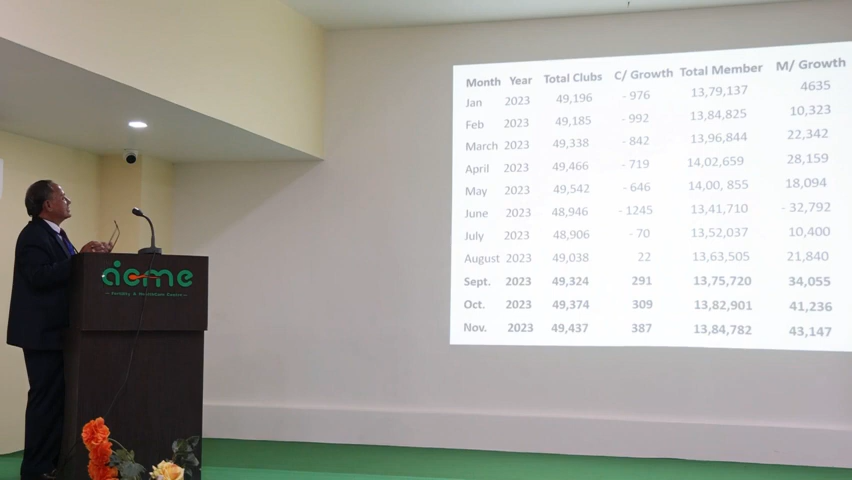 Month Year Total Clubs C/ Growth Total Member M/ Growth
Jan 2023 49,196 - 976 13,79,137 4635
Feb 2023 49,185 - 992 13,84,825 10,323
March 2023 49,338 - 842 13,96,844 22,342
April 2023 49,466 - 719 14,02,659 28,159
May 2023 49,542 - 646 14,00, 855 18,094
June 2023 48,946 - 1245 13,41,710 - 32,792
July 2023 48,906 - 70 13,52,037 10,400
August 2023 49,038 22 13,63,505 21,840
Sept. 2023 49,324 291 13,75,720 34,055
Oct. 2023 49,374 309 13,82,901 41,236
Nov. 2023 49,437 387 13,84,782 43,147
acme